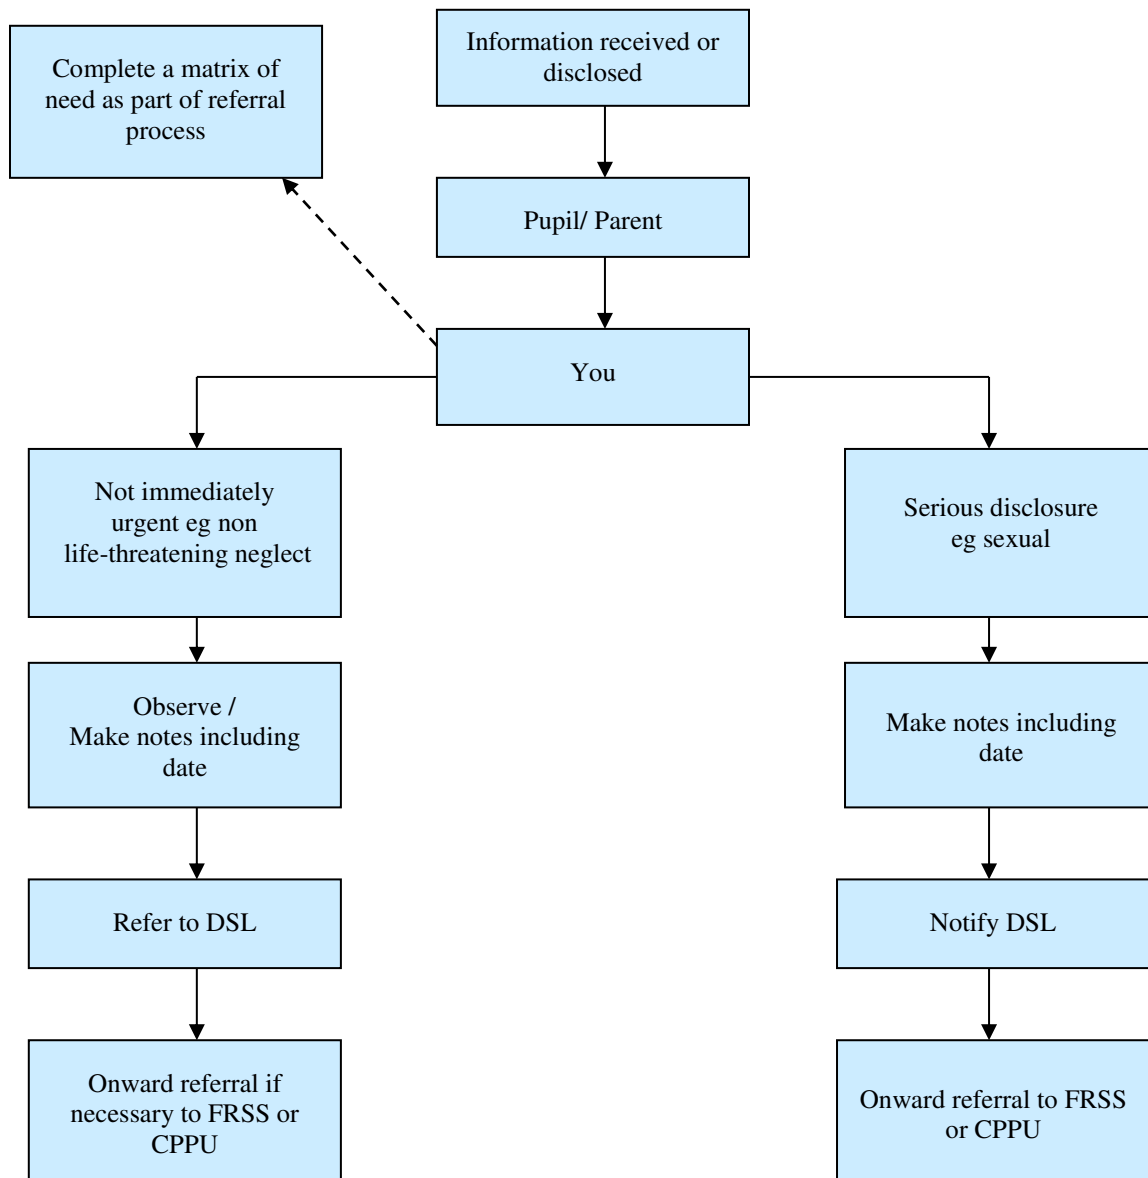 Complete a matrix of
need as part of referral
process
Information received or
disclosed
Pupil/ Parent
You
Not immediately
urgent eg non
life-threatening neglect
Serious disclosure
eg sexual
Observe /
Make notes including
date
Make notes including
date
Refer to DSL
Notify DSL
Onward referral if
necessary to FRSS or
CPPU
Onward referral to FRSS
or CPPU